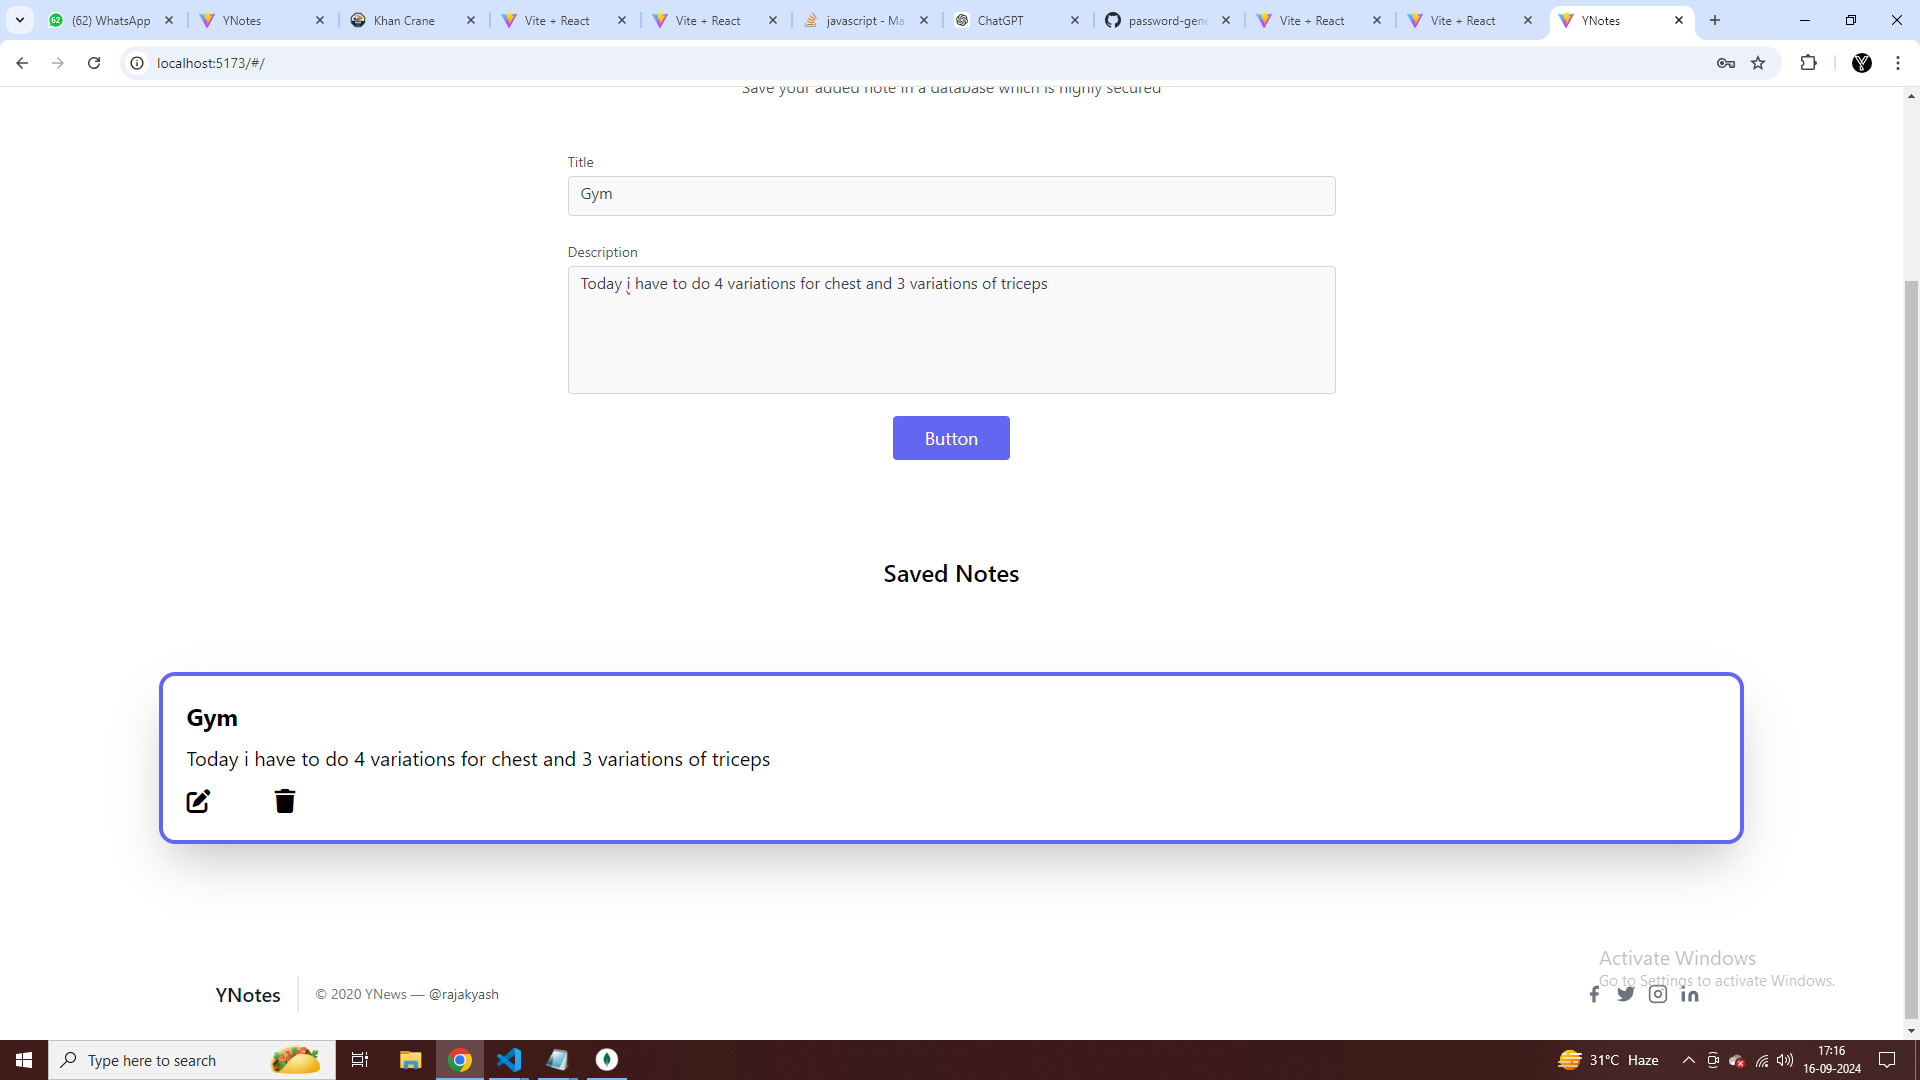 (62) WhatsApp
YNotes
Khan Crane
Vite + React
Vite + React
javascript - Ma
ChatGPT
password-gene
Vite + React
Vite + React
YNotes
localhost:5173/#/
Save your added note in a database which is highly secured
Title
Gym
Description
Today i have to do 4 variations for chest and 3 variations of triceps
Button
Saved Notes
Gym
Today i have to do 4 variations for chest and 3 variations of triceps
Activate Windows
Go to Settings to activate Windows.
YNotes
© 2020 YNews — @rajakyash
Type here to search
31°C Haze
17:16
16-09-2024